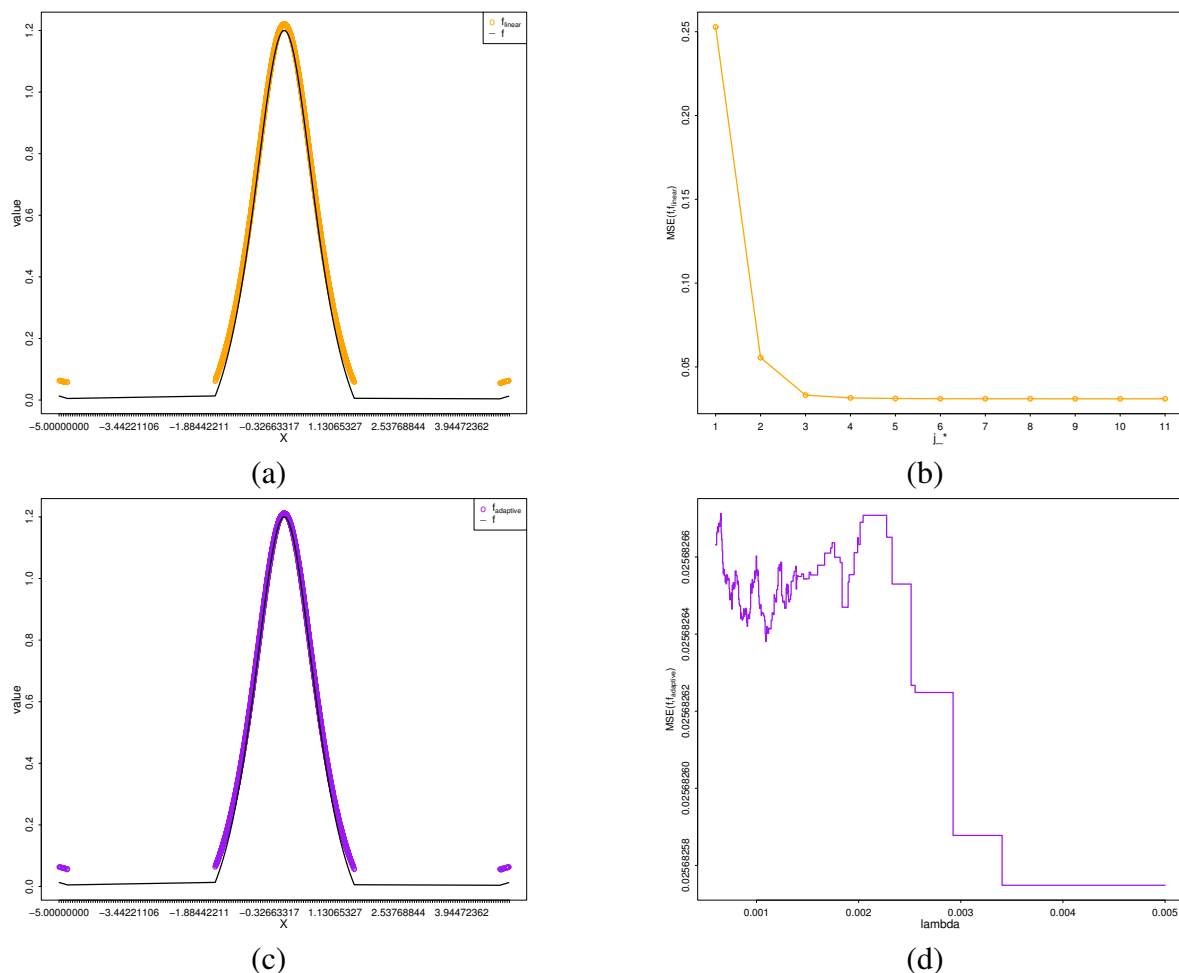 f_linear
f
value
0.0 0.2 0.4 0.6 0.8 1.0 1.2
−5.00000000 −3.44221106 −1.88442211 −0.32663317 1.13065327 2.53768844 3.94472362
X
(a)
MSE(f,f_linear)
0.05 0.10 0.15 0.20 0.25
1 2 3 4 5 6 7 8 9 10 11
j_*
(b)
f_adaptive
f
value
0.0 0.2 0.4 0.6 0.8 1.0 1.2
−5.00000000 −3.44221106 −1.88442211 −0.32663317 1.13065327 2.53768844 3.94472362
X
(c)
MSE(f,f_adaptive)
0.02568258 0.02568260 0.02568262 0.02568264 0.02568266
0.001 0.002 0.003 0.004 0.005
lambda
(d)